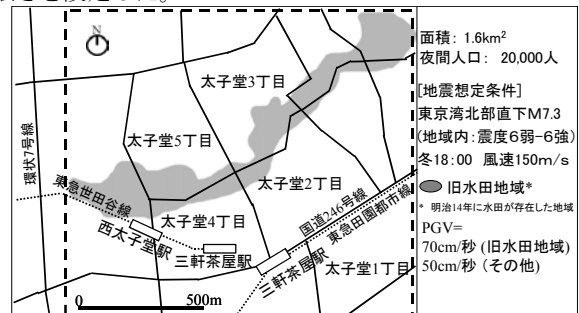 N
太子堂3丁目
太子堂5丁目
環状7号線
東急世田谷線
太子堂2丁目
国道246号線
東急田園都市線
太子堂4丁目
西太子堂駅
三軒茶屋駅
三軒茶屋駅
太子堂1丁目
0 500m
面積：1.6km²
夜間人口：20,000人
[地震想定条件]
東京湾北部直下M7.3
(地域内：震度6弱-6強)
冬18:00 風速150m/s
旧水田地域*
* 明治14年に水田が存在した地域
PGV=
70cm/秒 (旧水田地域)
50cm/秒 (その他)